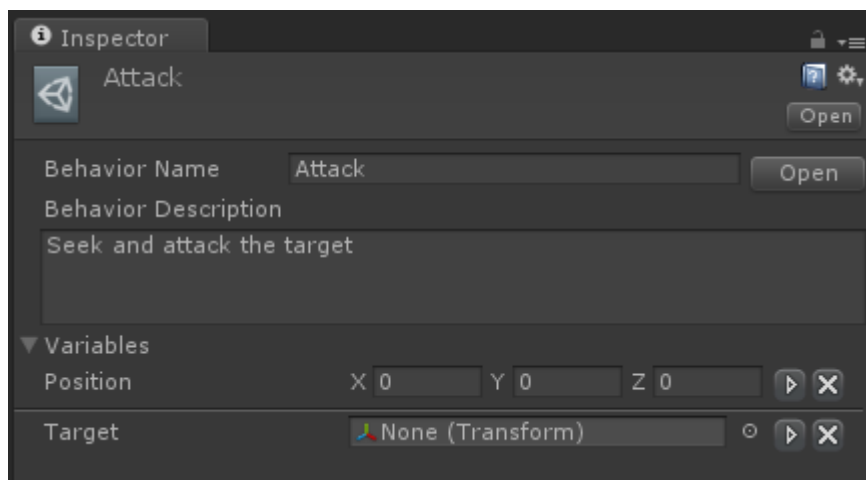 Inspector
Attack
Open
Behavior Name Attack Open
Behavior Description
Seek and attack the target
Variables
Position X 0 Y 0 Z 0
Target None (Transform)